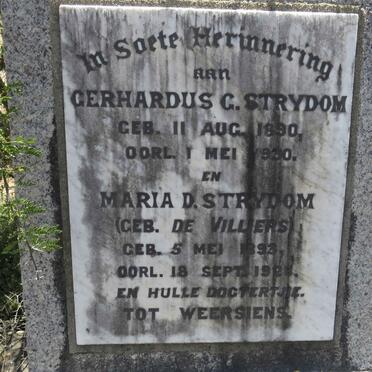 In Soete Herinnering
aan
GERHARDUS C. STRYDOM
GEB. 11 AUG. 1890,
OORL. 1 MEI 1930.
EN
MARIA D. STRYDOM
(GEB. DE VILLIERS)
GEB. 5 MEI 1893,
OORL. 18 SEPT.
EN HULLE DOGTERTJIE.
TOT WEERSIENS.